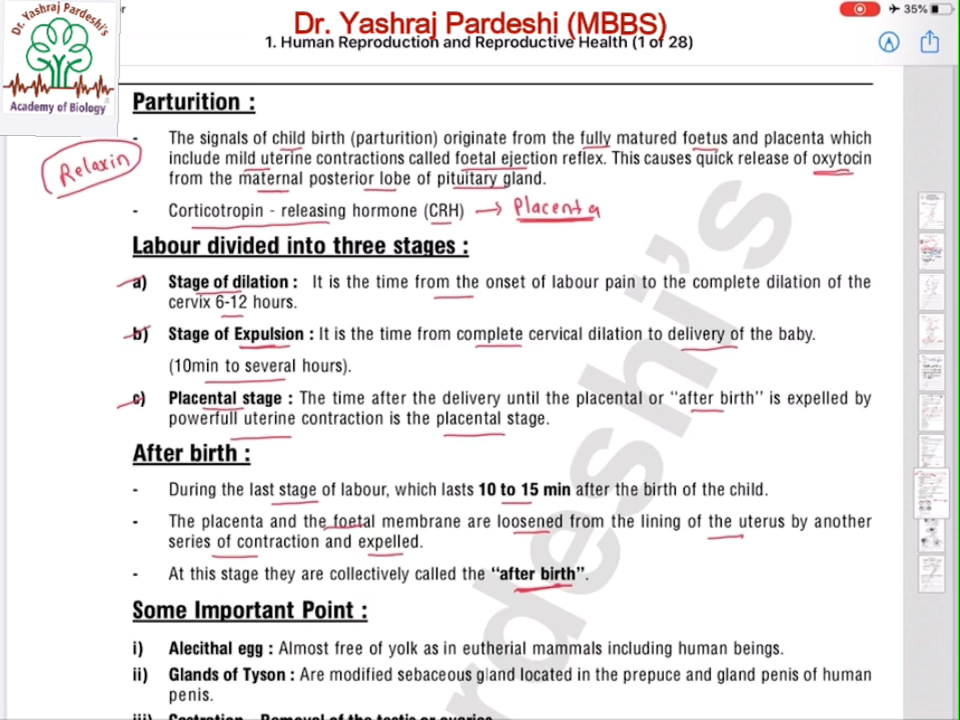 Dr. Yashraj Pardeshi's
Academy of Biology
Dr. Yashraj Pardeshi (MBBS)
35%
1. Human Reproduction and Reproductive Health (1 of 28)
Parturition :
- The signals of child birth (parturition) originate from the fully matured foetus and placenta which
include mild uterine contractions called foetal ejection reflex. This causes quick release of oxytocin
from the maternal posterior lobe of pituitary gland.
Relaxin
- Corticotropin - releasing hormone (CRH) → Placenta
Labour divided into three stages :
a) Stage of dilation : It is the time from the onset of labour pain to the complete dilation of the
cervix 6-12 hours.
b) Stage of Expulsion : It is the time from complete cervical dilation to delivery of the baby.
(10min to several hours).
c) Placental stage : The time after the delivery until the placental or "after birth" is expelled by
powerfull uterine contraction is the placental stage.
After birth :
- During the last stage of labour, which lasts 10 to 15 min after the birth of the child.
- The placenta and the foetal membrane are loosened from the lining of the uterus by another
series of contraction and expelled.
- At this stage they are collectively called the "after birth".
Some Important Point :
i) Alecithal egg : Almost free of yolk as in eutherial mammals including human beings.
ii) Glands of Tyson : Are modified sebaceous gland located in the prepuce and gland penis of human
penis.
iii) Castration - Removal of the testis or ovaries
rdeshi's